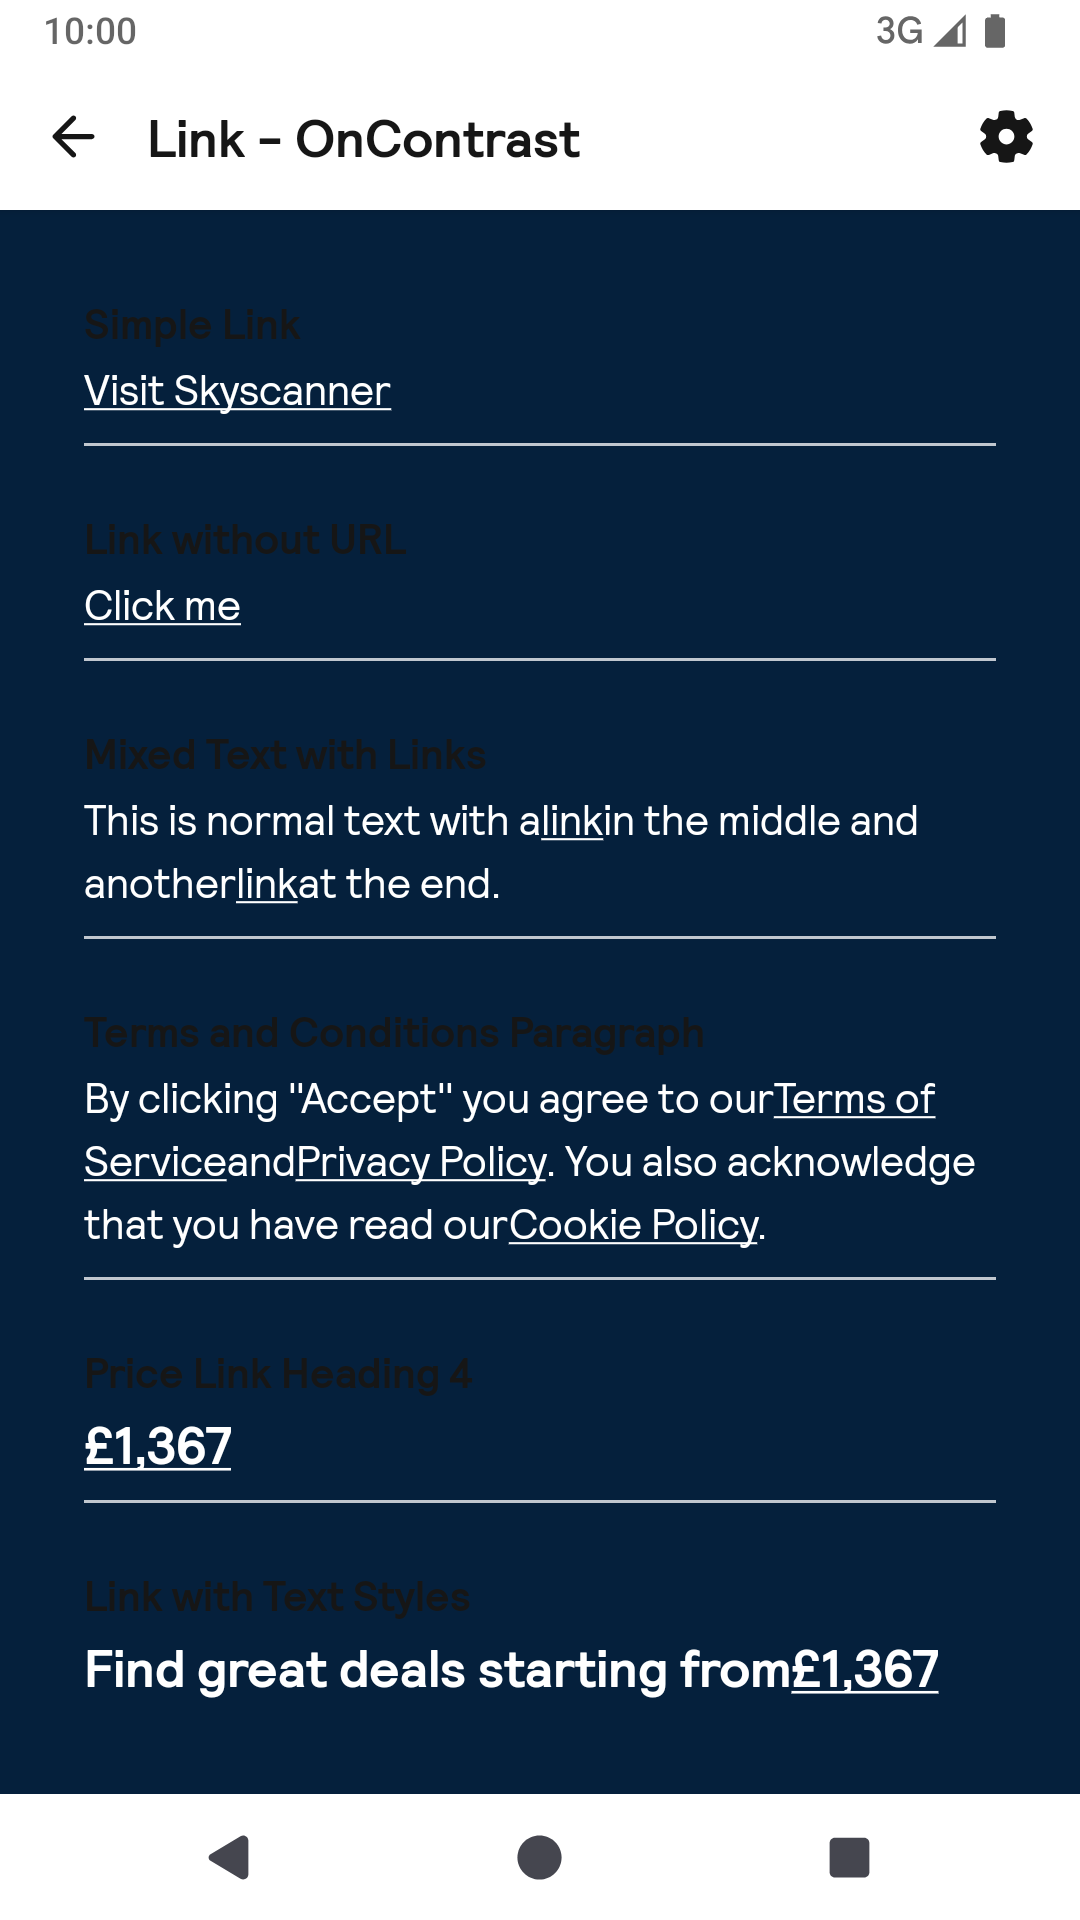 10:00
3G
Link - OnContrast
Simple Link
Visit Skyscanner
Link without URL
Click me
Mixed Text with Links
This is normal text with alinkin the middle and
anotherlinkat the end.
Terms and Conditions Paragraph
By clicking "Accept" you agree to ourTerms of
ServiceandPrivacy Policy. You also acknowledge
that you have read ourCookie Policy.
Price Link Heading 4
£1,367
Link with Text Styles
Find great deals starting from£1,367